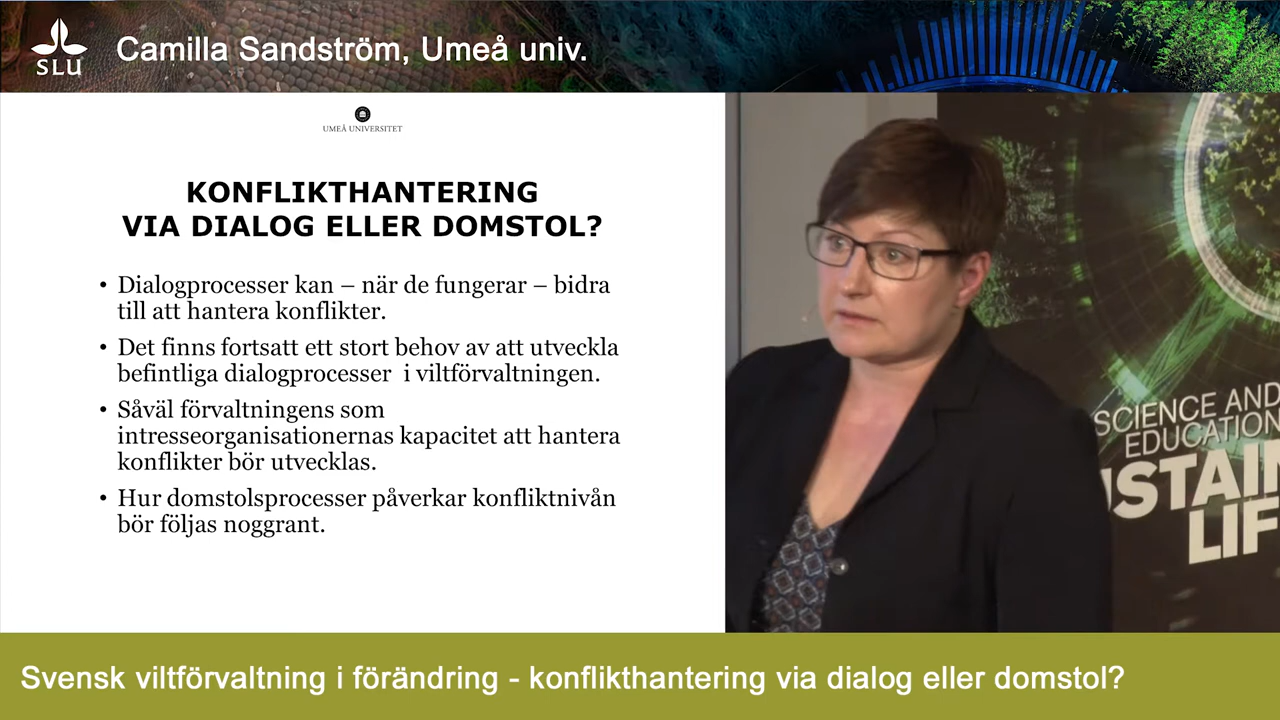 SLU
Camilla Sandström, Umeå univ.
UMEÅ UNIVERSITET
KONFLIKTHANTERING
VIA DIALOG ELLER DOMSTOL?
• Dialogprocesser kan – när de fungerar – bidra
till att hantera konflikter.
• Det finns fortsatt ett stort behov av att utveckla
befintliga dialogprocesser i viltförvaltningen.
• Såväl förvaltningens som
intresseorganisationernas kapacitet att hantera
konflikter bör utvecklas.
• Hur domstolsprocesser påverkar konfliktnivån
bör följas noggrant.
SCIENCE AND
EDUCATION
USTAIN
LIF
Svensk viltförvaltning i förändring - konflikthantering via dialog eller domstol?